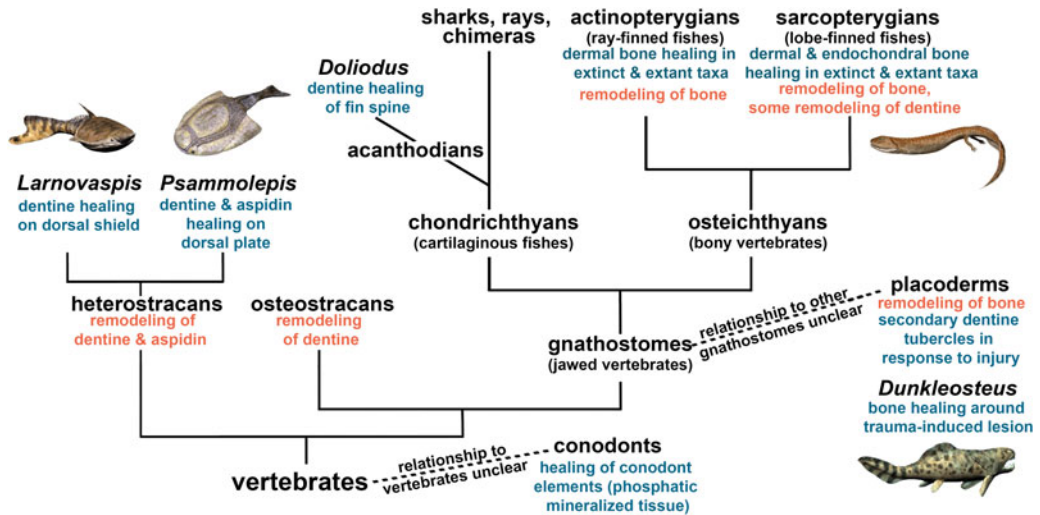 sharks, rays,
chimeras
actinopterygians
(ray-finned fishes)
dermal bone healing in
extinct & extant taxa
remodeling of bone
sarcopterygians
(lobe-finned fishes)
dermal & endochondral bone
healing in extinct & extant taxa
remodeling of bone,
some remodeling of dentine
Doliodus
dentine healing
of fin spine
acanthodians
Larnovaspis
dentine healing
on dorsal shield
Psammolepis
dentine & aspidin
healing on
dorsal plate
chondrichthyans
(cartilaginous fishes)
osteichthyans
(bony vertebrates)
heterostracans
remodeling of
dentine & aspidin
osteostracans
remodeling
of dentine
gnathostomes
(jawed vertebrates)
relationship to other
gnathostomes unclear
placoderms
remodeling of bone
secondary dentine
tubercles in
response to injury
Dunkleosteus
bone healing around
trauma-induced lesion
vertebrates
relationship to
vertebrates unclear
conodonts
healing of conodont
elements (phosphatic
mineralized tissue)